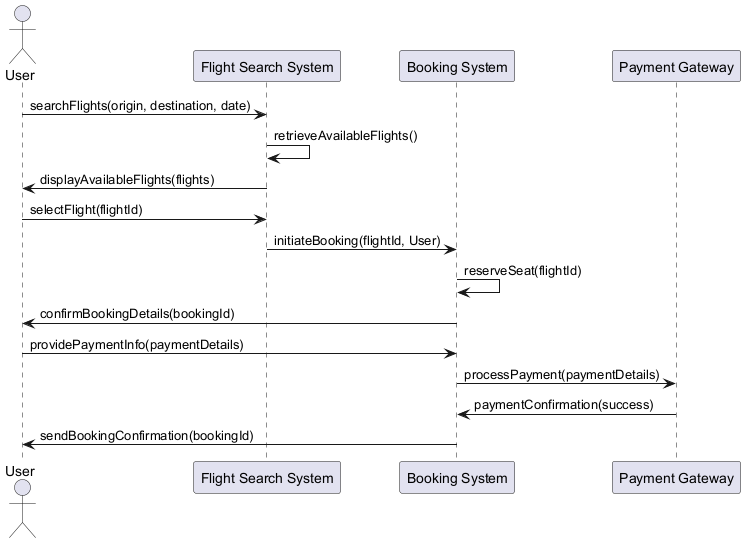 User
Flight Search System
Booking System
Payment Gateway
searchFlights(origin, destination, date)
retrieveAvailableFlights()
displayAvailableFlights(flights)
selectFlight(flightId)
initiateBooking(flightId, User)
reserveSeat(flightId)
confirmBookingDetails(bookingId)
providePaymentInfo(paymentDetails)
processPayment(paymentDetails)
paymentConfirmation(success)
sendBookingConfirmation(bookingId)
User
Flight Search System
Booking System
Payment Gateway